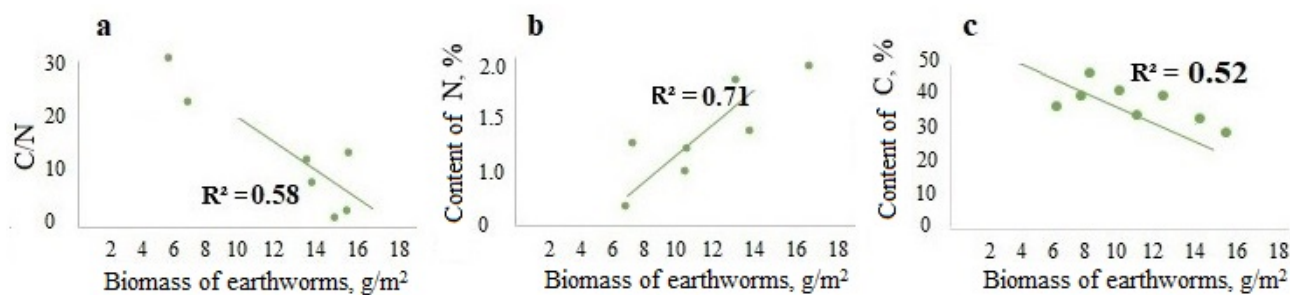 a
30
20
10
0
C/N
R² = 0.58
2 4 6 8 10 14 16 18
Biomass of earthworms, g/m²
b
2.0
1.5
1.0
0
Content of N, %
R² = 0.71
2 4 6 8 10 12 14 16 18
Biomass of earthworms, g/m²
c
50
40
30
20
10
0
Content of C, %
R² = 0.52
2 4 6 8 10 12 14 16 18
Biomass of earthworms, g/m²